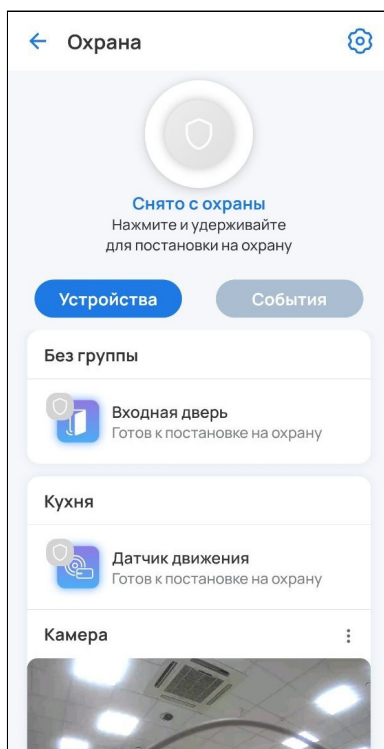 Охрана
Снято с охраны
Нажмите и удерживайте
для постановки на охрану
Устройства
События
Без группы
Входная дверь
Готов к постановке на охрану
Кухня
Датчик движения
Готов к постановке на охрану
Камера